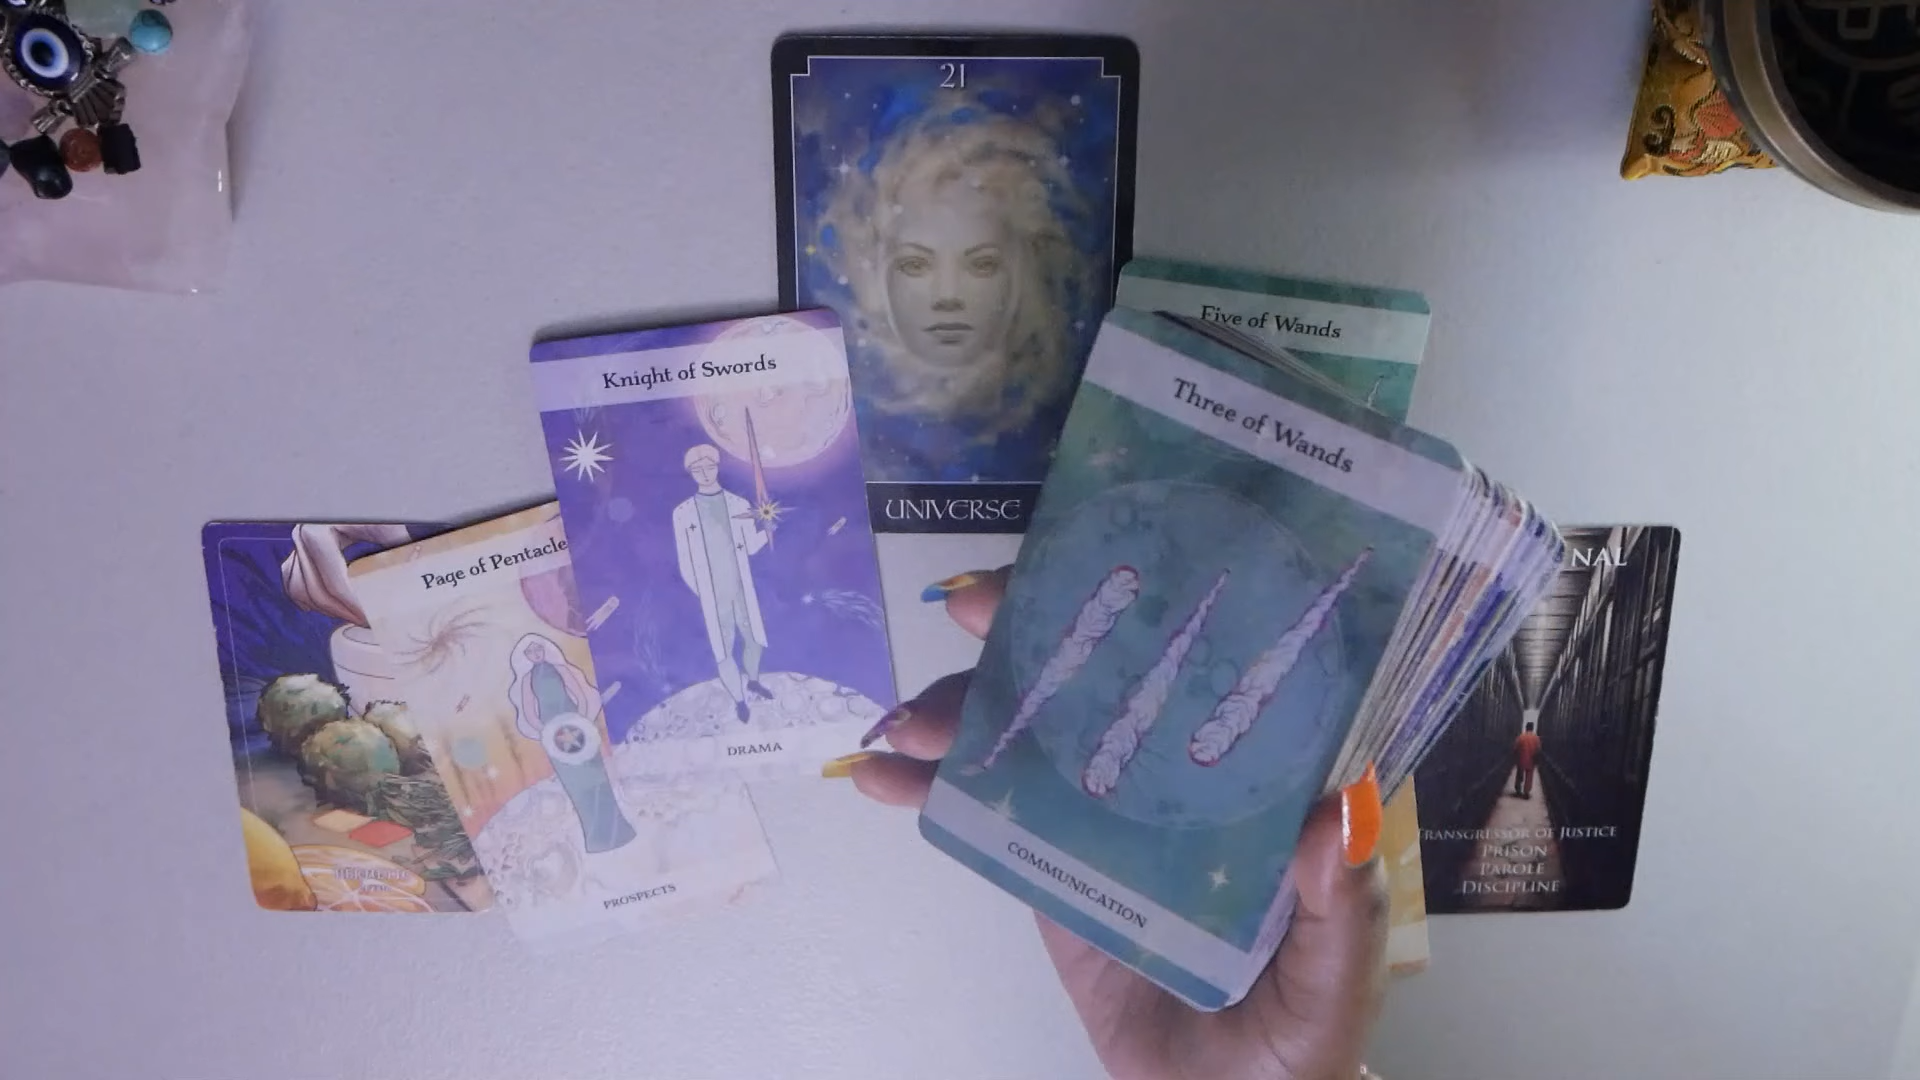 21
UNIVERSE
Knight of Swords
DRAMA
Page of Pentacle
PROSPECTS
Five of Wands
Three of Wands
COMMUNICATION
NAL
TRANSGRESSOR OF JUSTICE
PRISON
PAROLE
DISCIPLINE